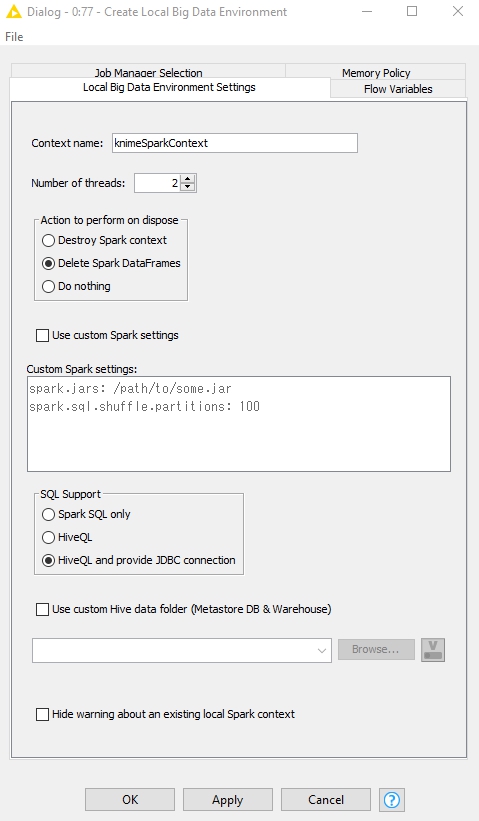 Dialog - 0:77 - Create Local Big Data Environment
File
Job Manager Selection
Memory Policy
Local Big Data Environment Settings
Flow Variables
Context name: knimeSparkContext
Number of threads: 2
Action to perform on dispose
Destroy Spark context
Delete Spark DataFrames
Do nothing
Use custom Spark settings
Custom Spark settings:
spark.jars: /path/to/some.jar
spark.sql.shuffle.partitions: 100
SQL Support
Spark SQL only
HiveQL
HiveQL and provide JDBC connection
Use custom Hive data folder (Metastore DB & Warehouse)
Browse...
V
Hide warning about an existing local Spark context
OK
Apply
Cancel
?